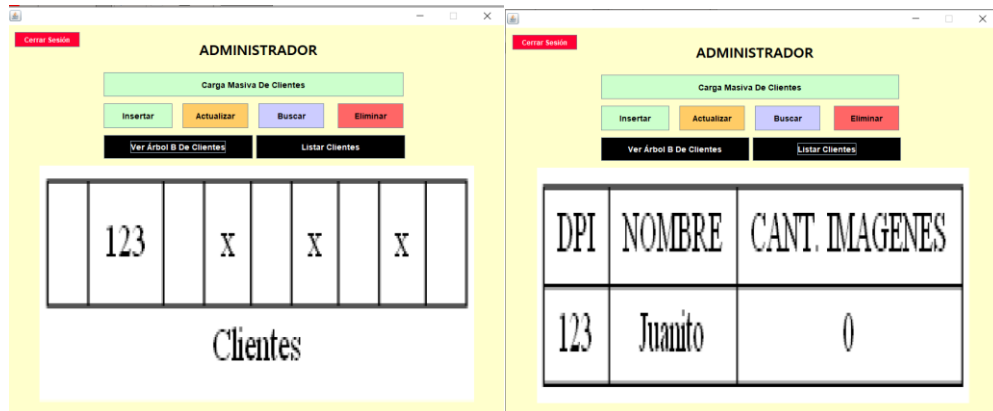 Cerrar Sesión
ADMINISTRADOR
Carga Masiva De Clientes
Insertar Actualizar Buscar Eliminar
Ver Árbol B De Clientes Listar Clientes
123 x x x
Clientes
Cerrar Sesión
ADMINISTRADOR
Carga Masiva De Clientes
Insertar Actualizar Buscar Eliminar
Ver Árbol B De Clientes Listar Clientes
DPI NOMBRE CANT. IMAGENES
123 Juanito 0